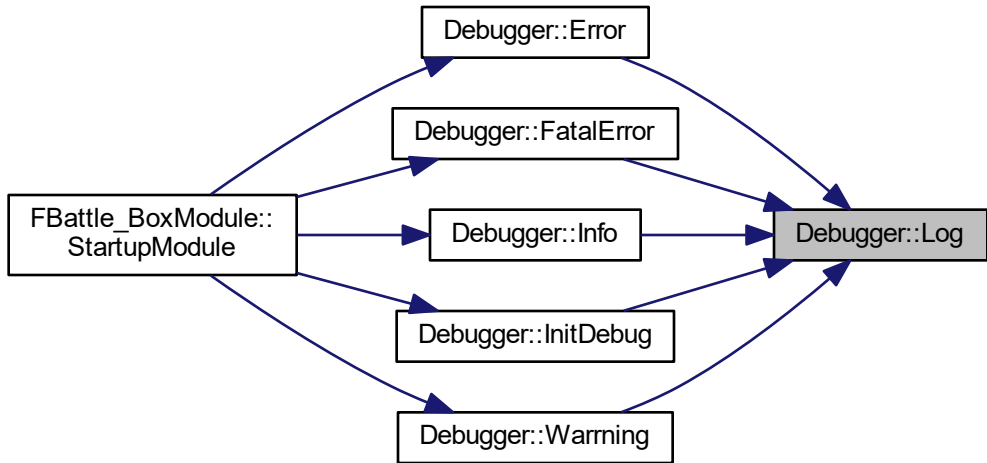 Debugger::Error
Debugger::FatalError
FBattle_BoxModule::
StartupModule
Debugger::Info
Debugger::Log
Debugger::InitDebug
Debugger::Warrning